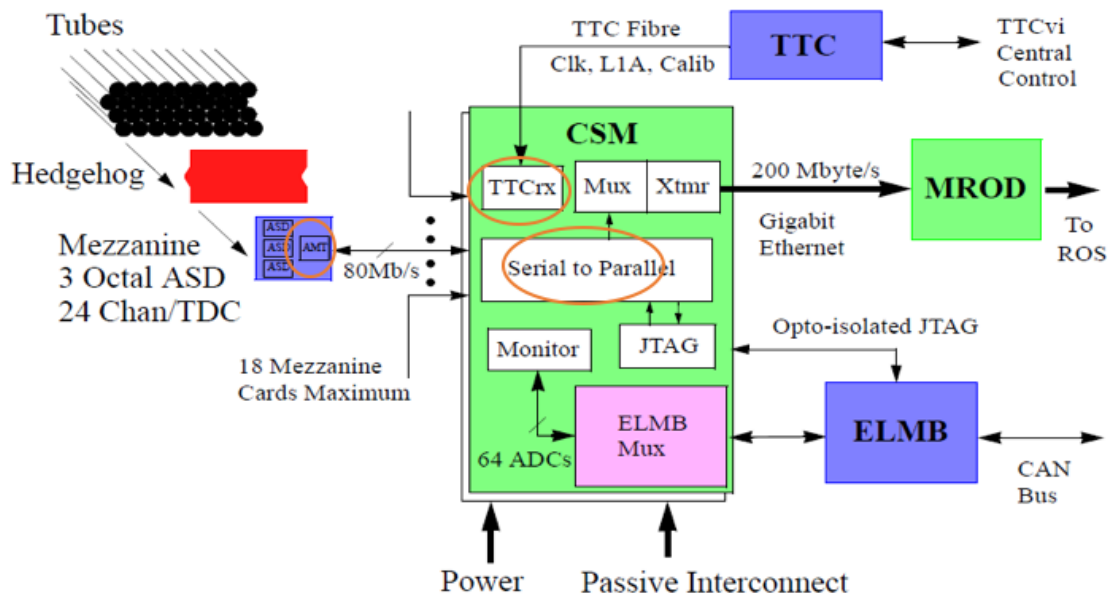 Tubes
TTC Fibre
Clk, L1A, Calib
TTC
TTCvi
Central
Control
CSM
Hedgehog
TTCrx
Mux
Xtmr
200 Mbyte/s
MROD
Gigabit
Ethernet
To
ROS
ASD
ASD
ASD
AMT
Mezzanine
3 Octal ASD
24 Chan/TDC
80Mb/s
Serial to Parallel
Opto-isolated JTAG
18 Mezzanine
Cards Maximum
Monitor
JTAG
ELMB
Mux
64 ADCs
ELMB
CAN
Bus
Power
Passive Interconnect